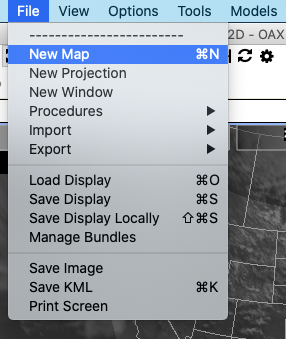 File View Options Tools Models
------------------------
2D - OAX
New Map ⌘N
New Projection
New Window
Procedures ▶
Import ▶
Export ▶
Load Display ⌘O
Save Display ⌘S
Save Display Locally ⇧⌘S
Manage Bundles
Save Image
Save KML ⌘K
Print Screen